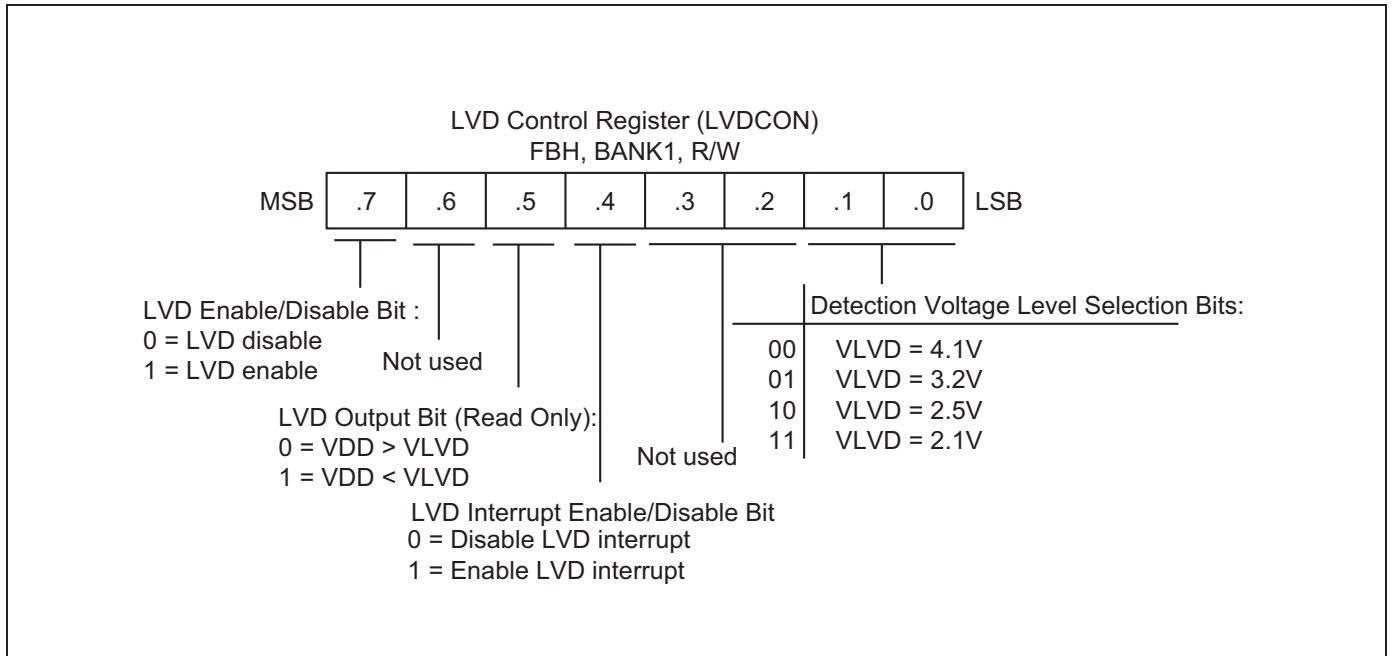 LVD Control Register (LVDCON)
FBH, BANK1, R/W
MSB .7 .6 .5 .4 .3 .2 .1 .0 LSB
LVD Enable/Disable Bit :
0 = LVD disable
1 = LVD enable
Not used
LVD Output Bit (Read Only):
0 = VDD > VLVD
1 = VDD < VLVD
LVD Interrupt Enable/Disable Bit
0 = Disable LVD interrupt
1 = Enable LVD interrupt
Not used
Detection Voltage Level Selection Bits:
00 VLVD = 4.1V
01 VLVD = 3.2V
10 VLVD = 2.5V
11 VLVD = 2.1V